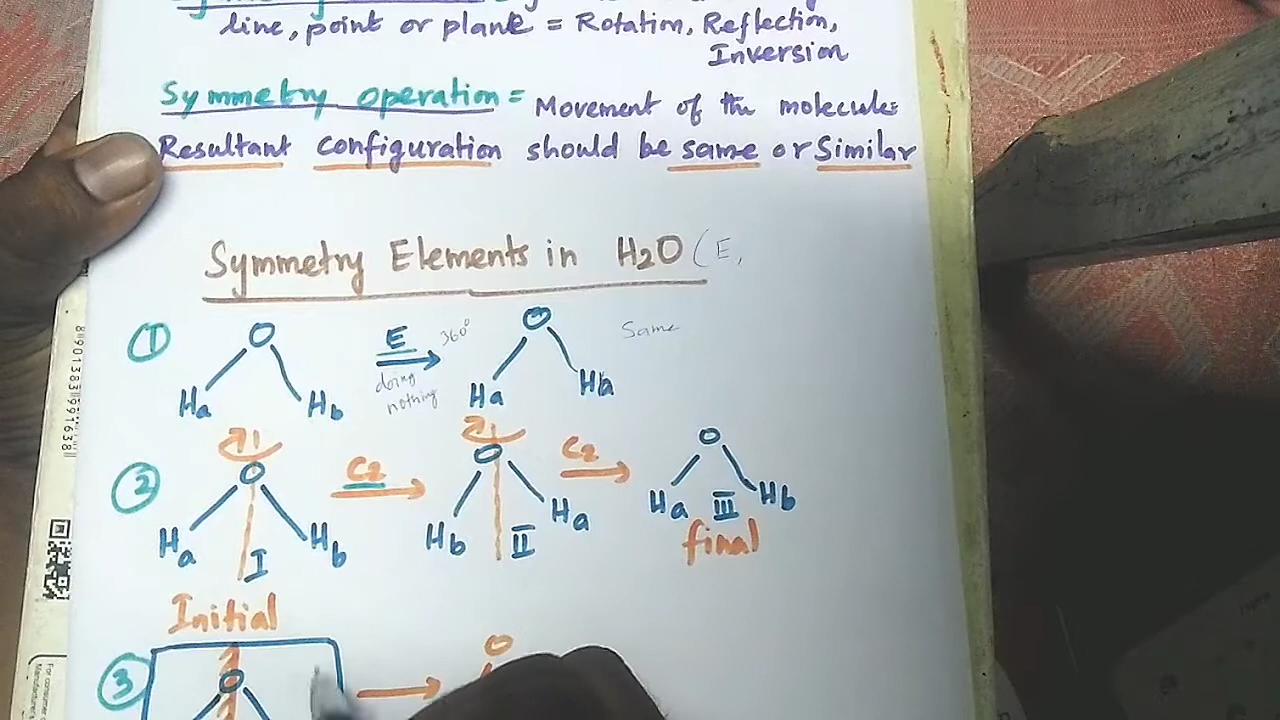 line, point or plane = Rotation, Reflection,
Inversion
Symmetry operation = Movement of the molecule
Resultant configuration should be same or Similar
Symmetry Elements in H2O (E,
① O E 360° O Same
doing
nothing
Ha Hb Ha Ha
② O C2 O C2 O
Ha Hb Hb Ha Ha Hb
I II III
Initial final
③ O O
8901383991638